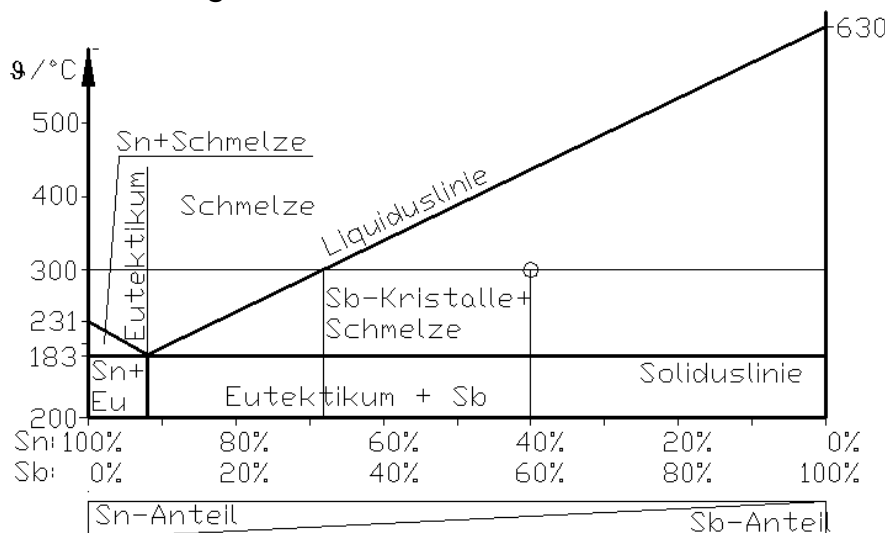 630
ϑ/°C
500
Sn+Schmelze
Eutektikum
Schmelze
400
Liquiduslinie
300
Sb-Kristalle+
Schmelze
231
183
Sn+
Eu
Soliduslinie
Eutektikum + Sb
200
Sn: 100% 80% 60% 40% 20% 0%
Sb: 0% 20% 40% 60% 80% 100%
Sn-Anteil
Sb-Anteil